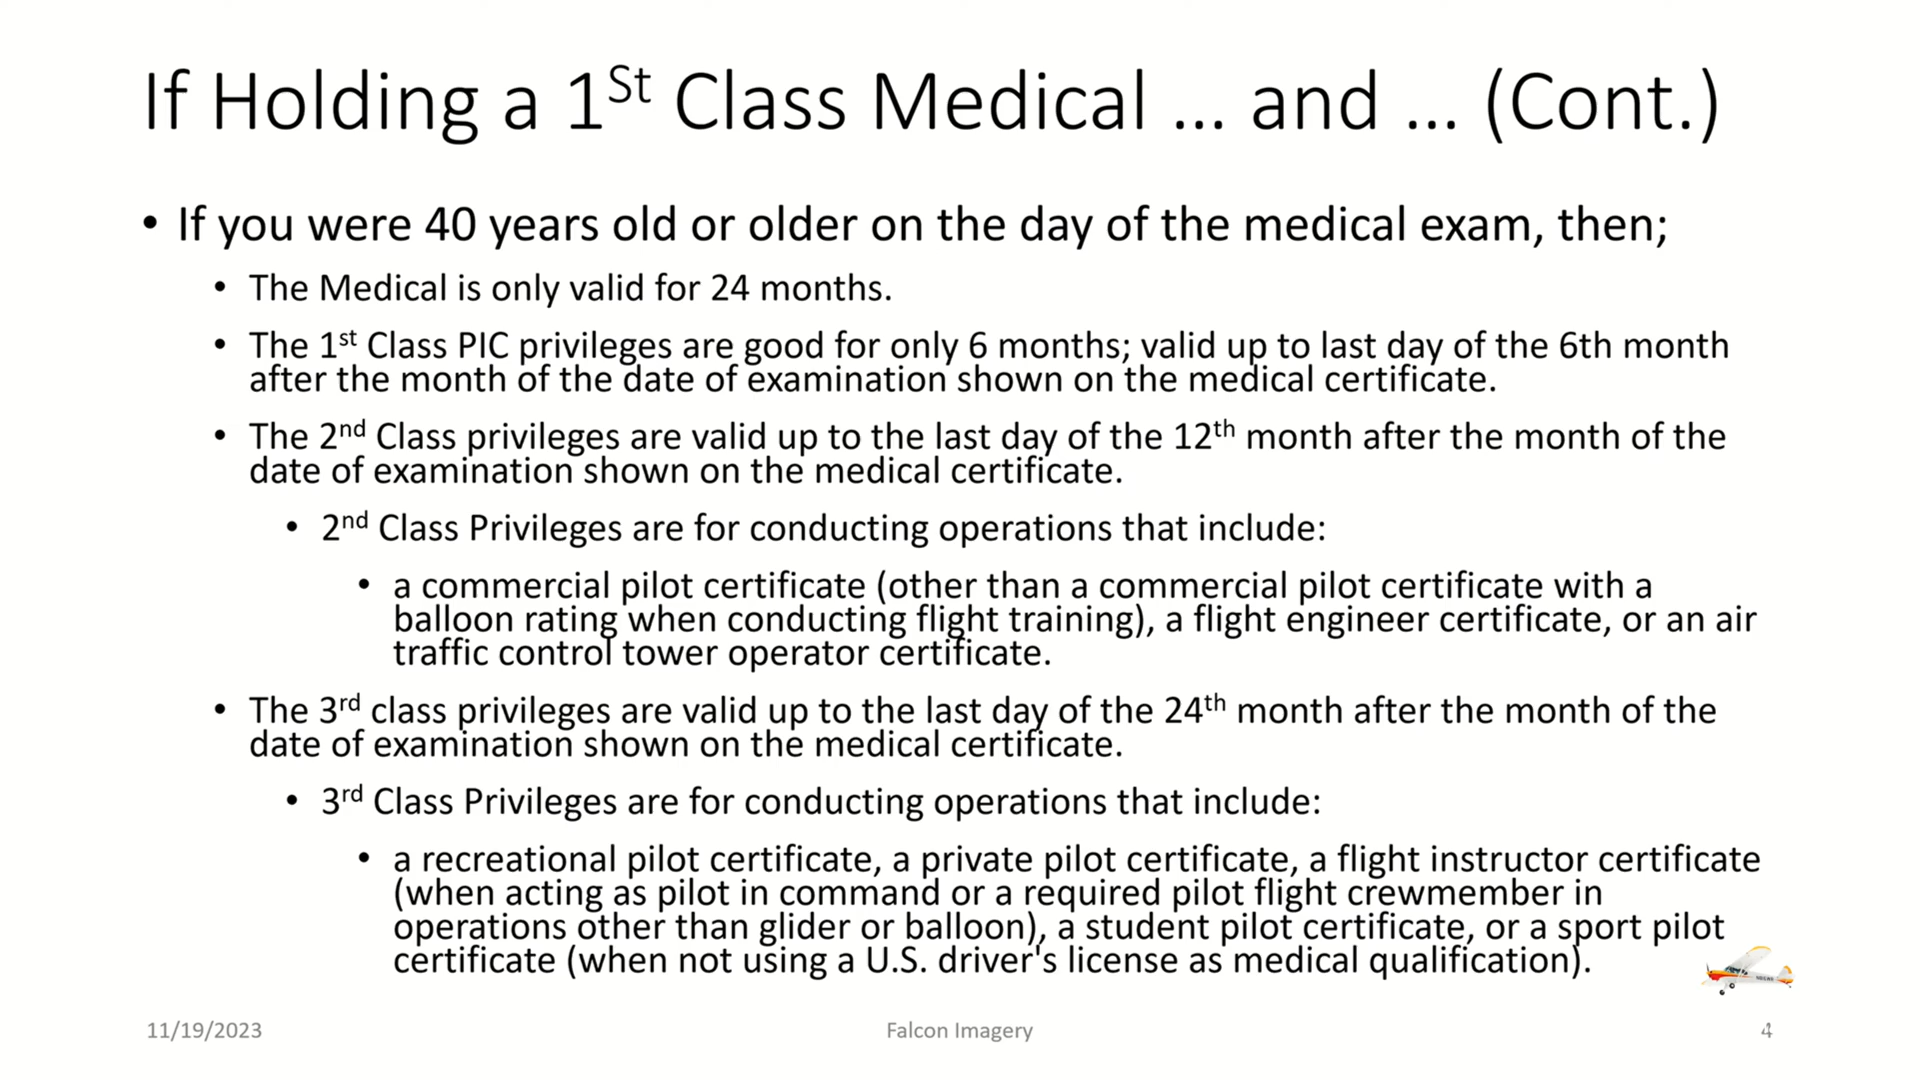 If Holding a 1St Class Medical … and … (Cont.)
• If you were 40 years old or older on the day of the medical exam, then;
• The Medical is only valid for 24 months.
• The 1st Class PIC privileges are good for only 6 months; valid up to last day of the 6th month
after the month of the date of examination shown on the medical certificate.
• The 2nd Class privileges are valid up to the last day of the 12th month after the month of the
date of examination shown on the medical certificate.
• 2nd Class Privileges are for conducting operations that include:
• a commercial pilot certificate (other than a commercial pilot certificate with a
balloon rating when conducting flight training), a flight engineer certificate, or an air
traffic control tower operator certificate.
• The 3rd class privileges are valid up to the last day of the 24th month after the month of the
date of examination shown on the medical certificate.
• 3rd Class Privileges are for conducting operations that include:
• a recreational pilot certificate, a private pilot certificate, a flight instructor certificate
(when acting as pilot in command or a required pilot flight crewmember in
operations other than glider or balloon), a student pilot certificate, or a sport pilot
certificate (when not using a U.S. driver's license as medical qualification).
11/19/2023
Falcon Imagery
4